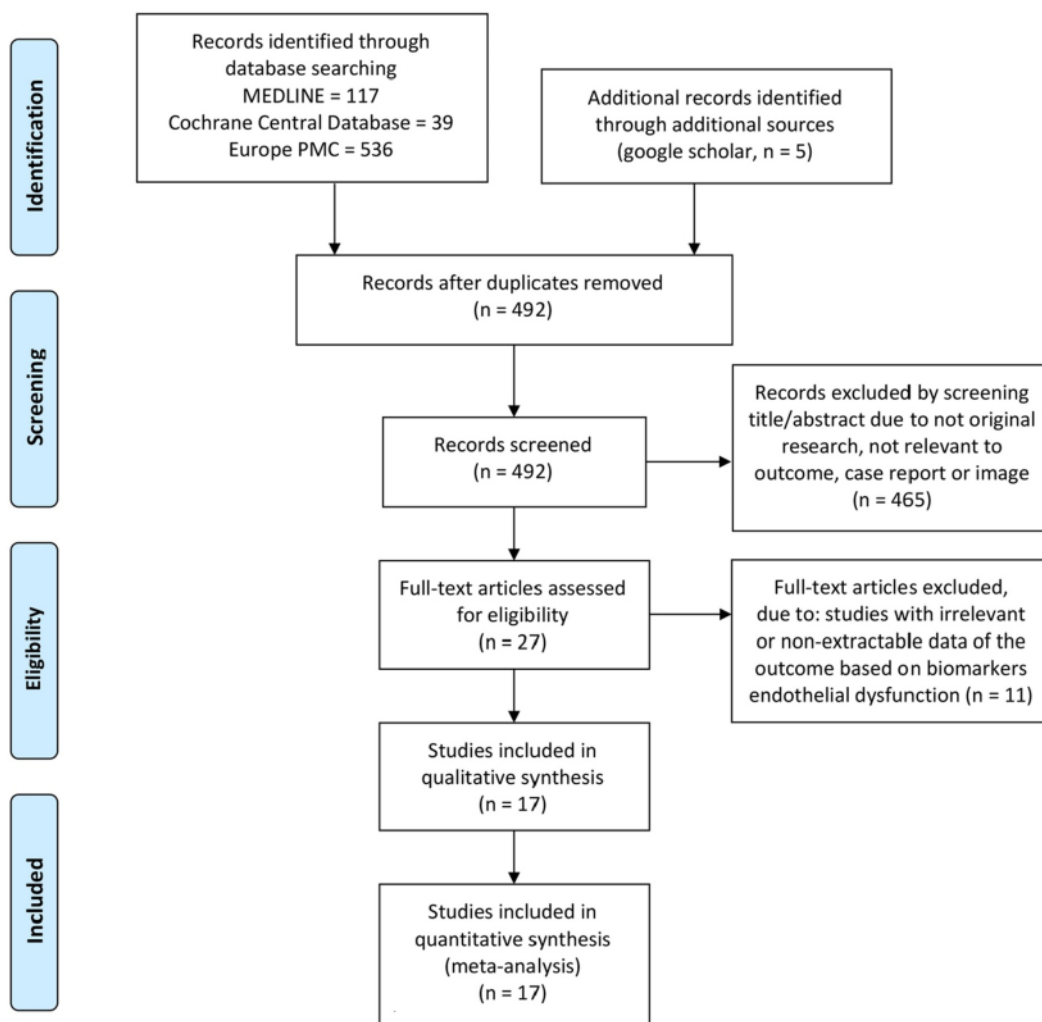 Identification
Records identified through
database searching
MEDLINE = 117
Cochrane Central Database = 39
Europe PMC = 536
Additional records identified
through additional sources
(google scholar, n = 5)
Records after duplicates removed
(n = 492)
Screening
Records screened
(n = 492)
Records excluded by screening
title/abstract due to not original
research, not relevant to
outcome, case report or image
(n = 465)
Eligibility
Full-text articles assessed
for eligibility
(n = 27)
Full-text articles excluded,
due to: studies with irrelevant
or non-extractable data of the
outcome based on biomarkers
endothelial dysfunction (n = 11)
Studies included in
qualitative synthesis
(n = 17)
Included
Studies included in
quantitative synthesis
(meta-analysis)
(n = 17)